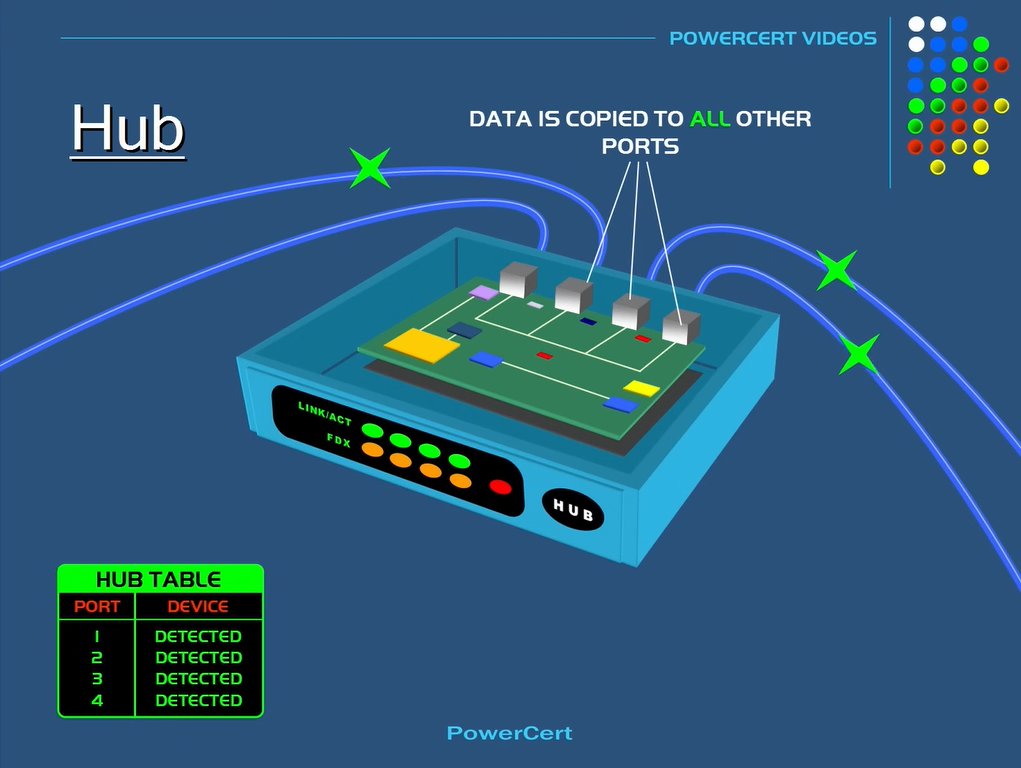 POWERCERT VIDEOS
Hub
DATA IS COPIED TO ALL OTHER
PORTS
LINK/ACT
FDX
HUB
HUB TABLE
PORT DEVICE
1 DETECTED
2 DETECTED
3 DETECTED
4 DETECTED
PowerCert